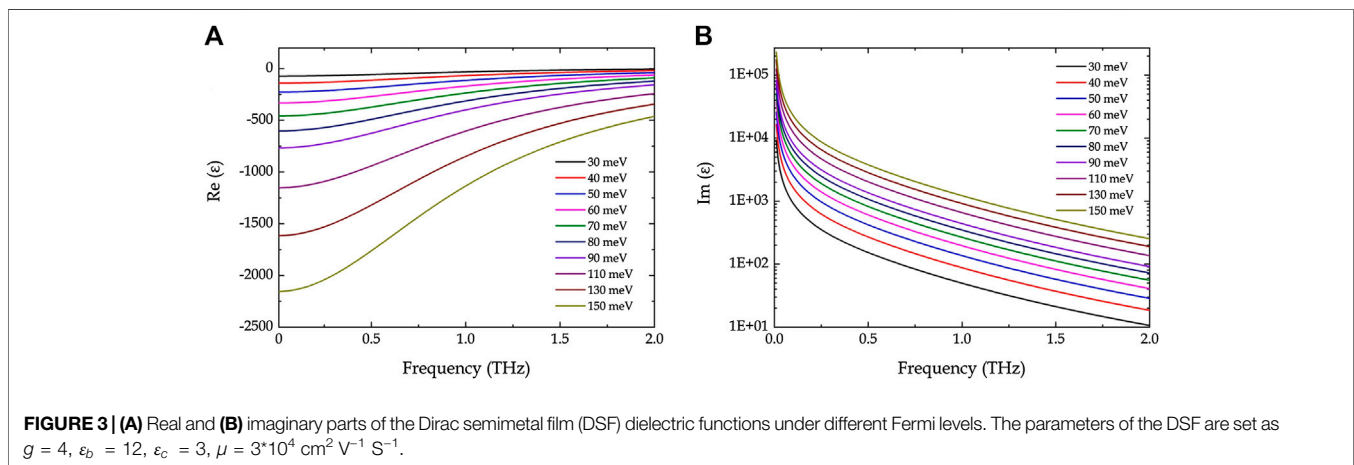 A
0
-500
-1000
-1500
-2000
-2500
Re (ε)
30 meV
40 meV
50 meV
60 meV
70 meV
80 meV
90 meV
110 meV
130 meV
150 meV
0.0
0.5
1.0
1.5
2.0
Frequency (THz)
B
1E+05
1E+04
1E+03
1E+02
1E+01
Im (ε)
30 meV
40 meV
50 meV
60 meV
70 meV
80 meV
90 meV
110 meV
130 meV
150 meV
0.0
0.5
1.0
1.5
2.0
Frequency (THz)
FIGURE 3 | (A) Real and (B) imaginary parts of the Dirac semimetal film (DSF) dielectric functions under different Fermi levels. The parameters of the DSF are set as
g = 4, εb = 12, εc = 3, μ = 3*10⁴ cm² V⁻¹ S⁻¹.